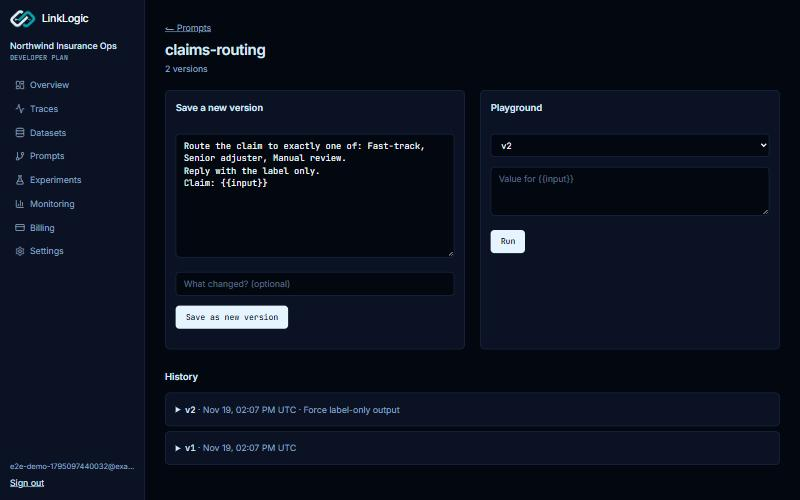 LinkLogic
Northwind Insurance Ops
DEVELOPER PLAN
Overview
Traces
Datasets
Prompts
Experiments
Monitoring
Billing
Settings
e2e-demo-1795097440032@exa...
Sign out
← Prompts
claims-routing
2 versions
Save a new version
Route the claim to exactly one of: Fast-track,
Senior adjuster, Manual review.
Reply with the label only.
Claim: {{input}}
What changed? (optional)
Save as new version
Playground
v2
Value for {{input}}
Run
History
v2 · Nov 19, 02:07 PM UTC · Force label-only output
v1 · Nov 19, 02:07 PM UTC